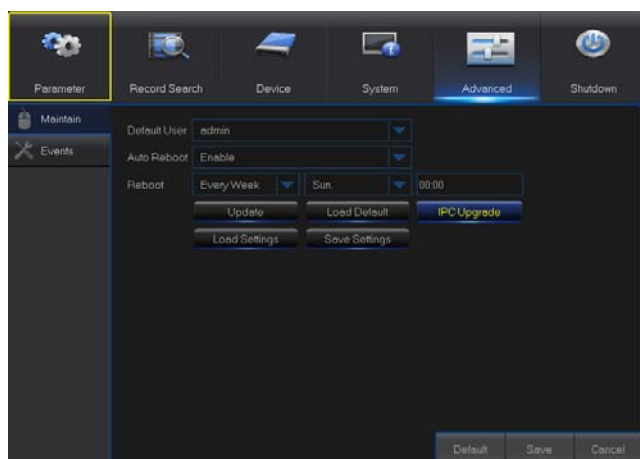 Parameter Record Search Device System Advanced Shutdown
Maintain
Events
Default User admin
Auto Reboot Enable
Reboot Every Week Sun. 00:00
Update Load Default IPC Upgrade
Load Settings Save Settings
Default Save Cancel